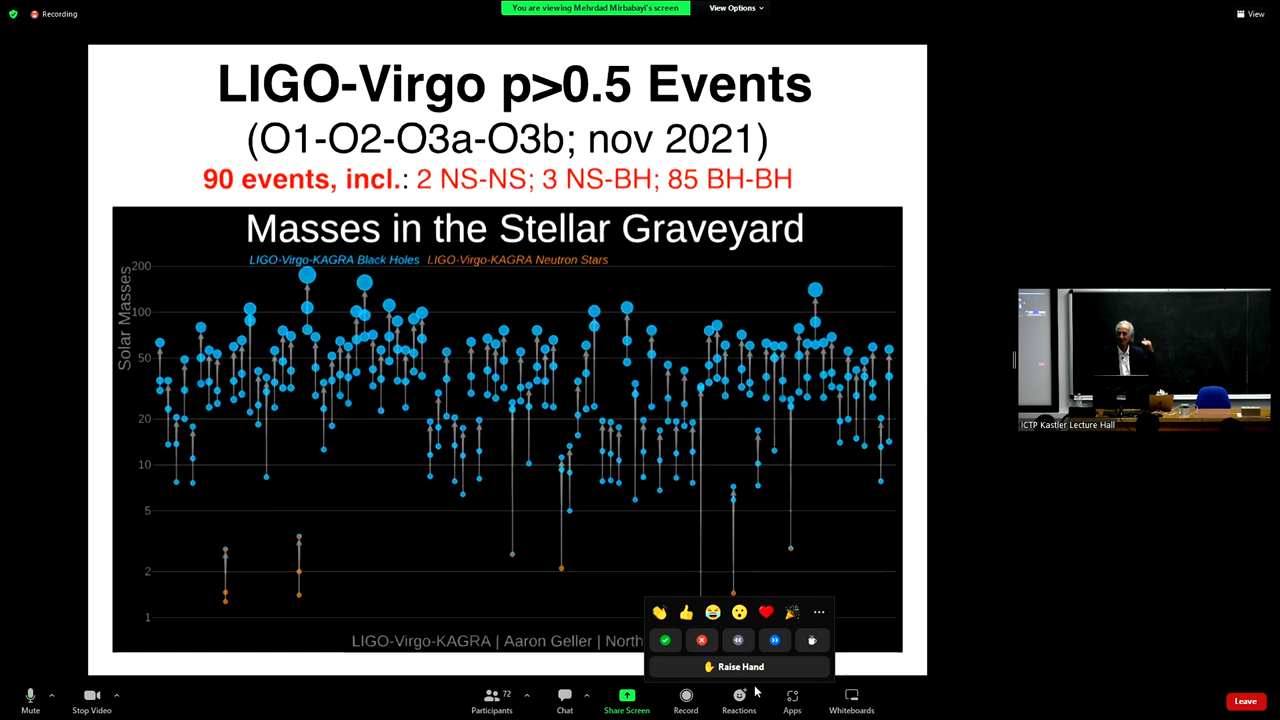 Recording
You are viewing Mehrdad Mirbabayi's screen
View Options
View
LIGO-Virgo p>0.5 Events
(O1-O2-O3a-O3b; nov 2021)
90 events, incl.: 2 NS-NS; 3 NS-BH; 85 BH-BH
Masses in the Stellar Graveyard
LIGO-Virgo-KAGRA Black Holes LIGO-Virgo-KAGRA Neutron Stars
Solar Masses
200
100
50
20
10
5
2
1
LIGO-Virgo-KAGRA | Aaron Geller | North
ICTP Kastler Lecture Hall
Raise Hand
Mute
Stop Video
72
Participants
Chat
Share Screen
Record
Reactions
Apps
Whiteboards
Leave